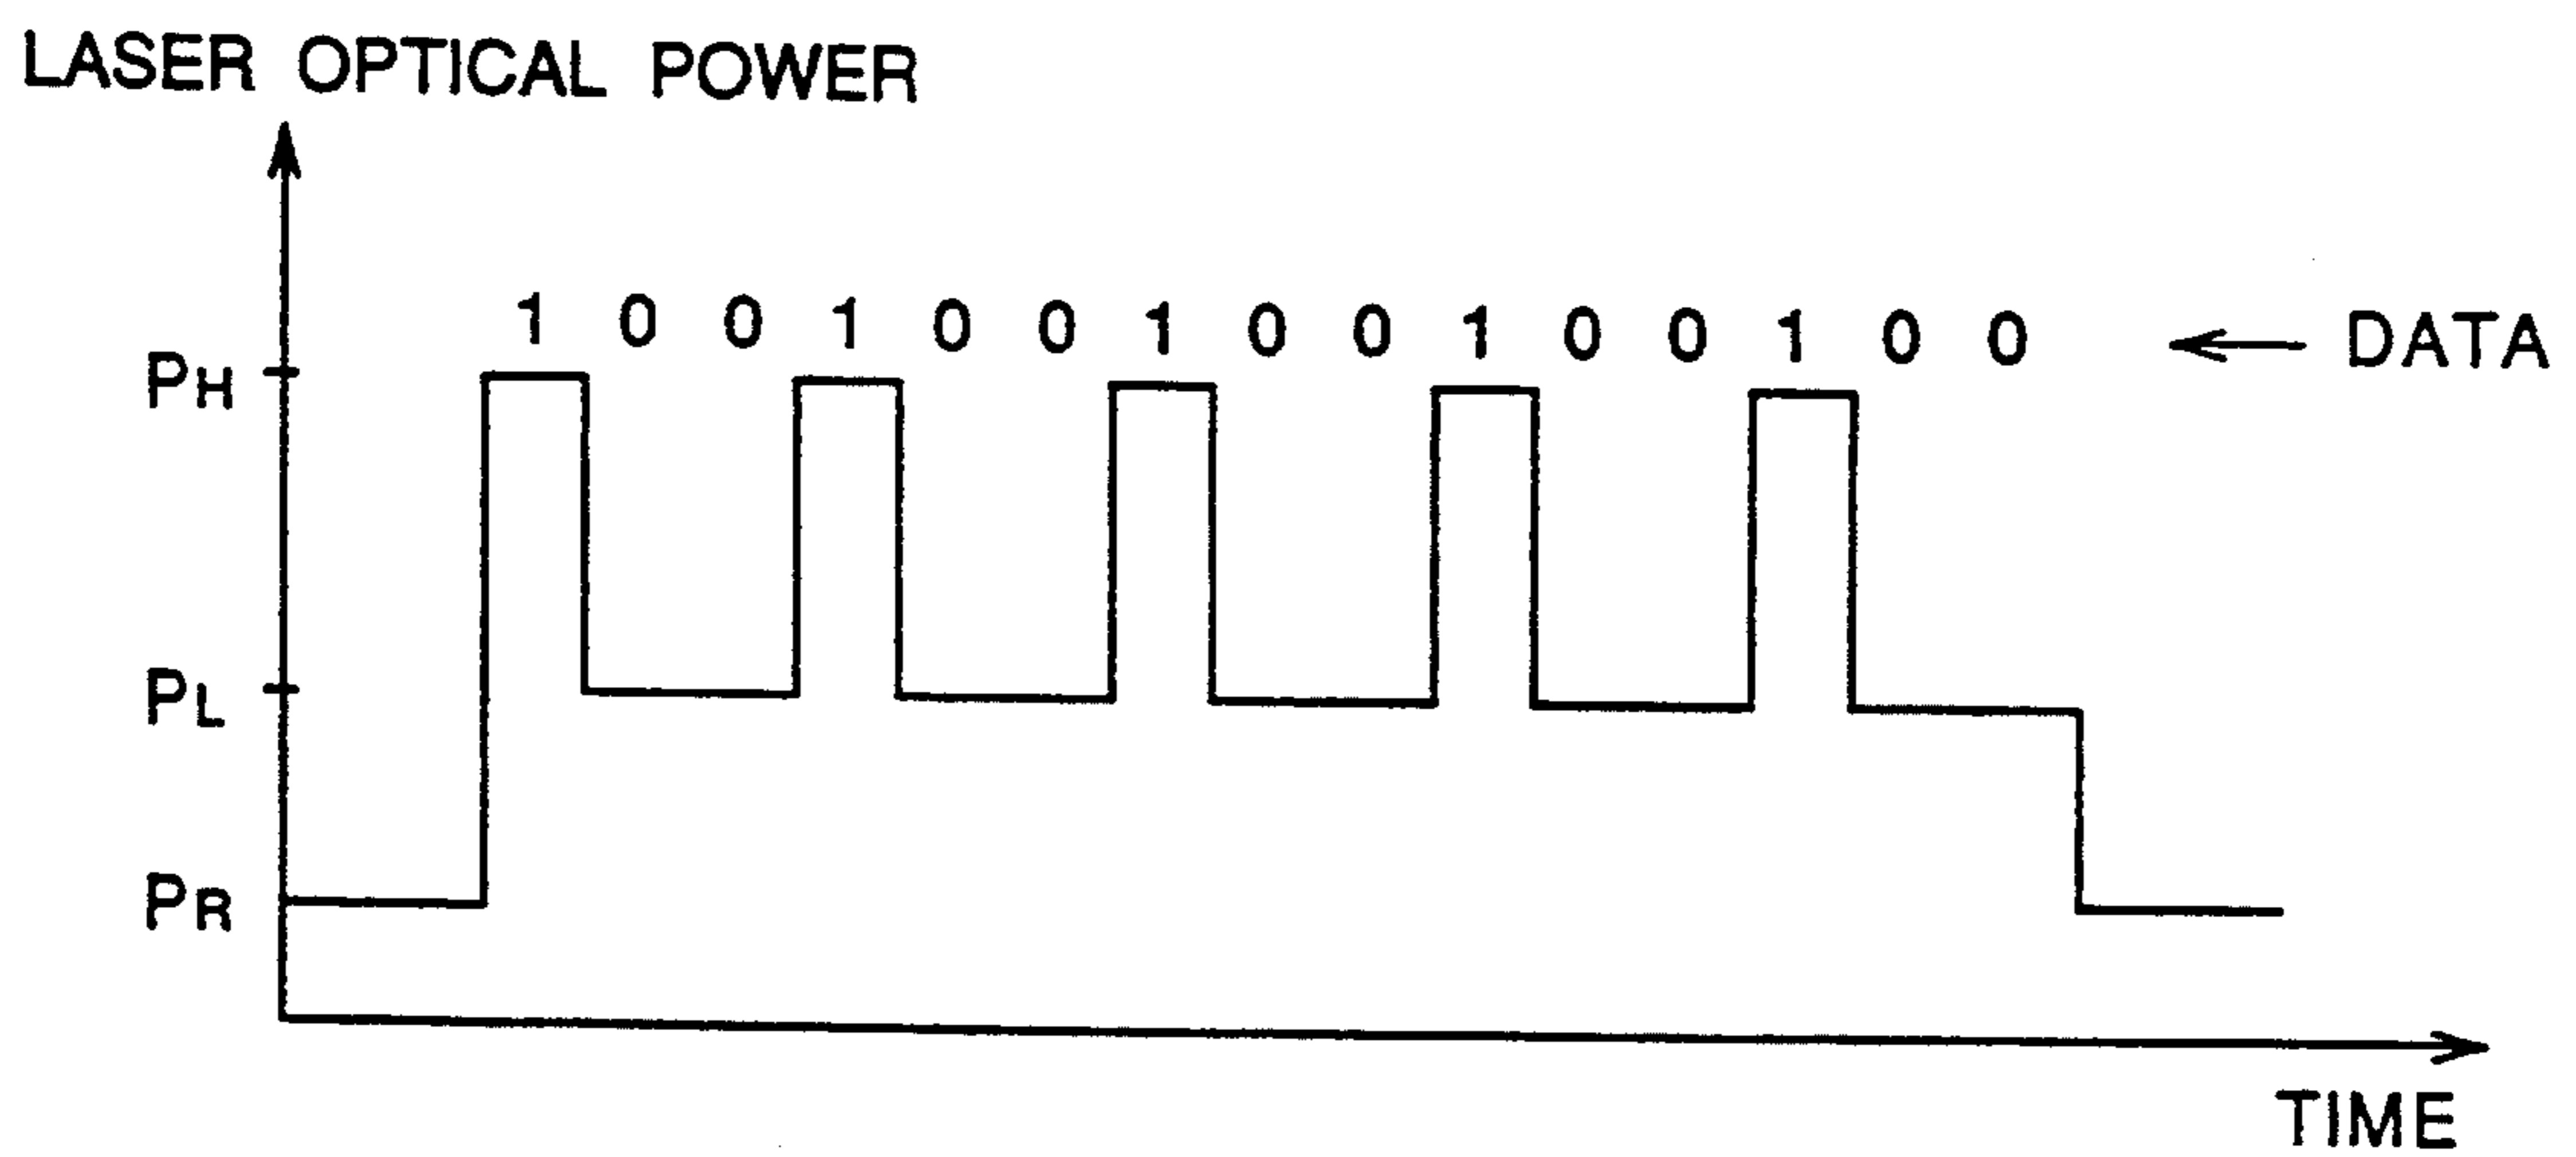 LASER OPTICAL POWER
1 0 0 1 0 0 1 0 0 1 0 0 1 0 0 ← DATA
PH
PL
PR
TIME